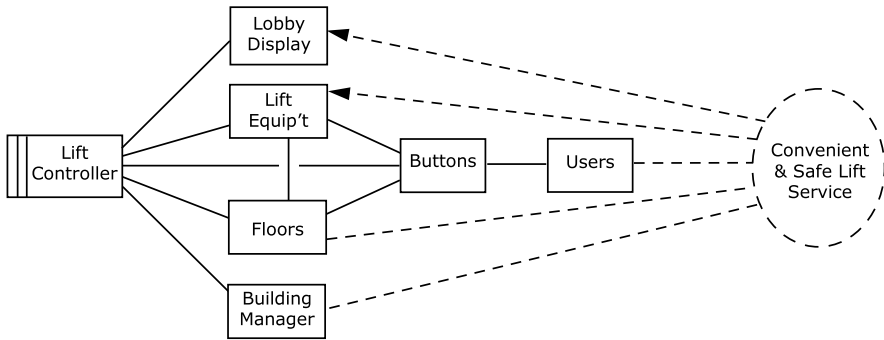 Lobby
Display
Lift
Equip't
Lift
Controller
Buttons
Users
Convenient
& Safe Lift
Service
Floors
Building
Manager